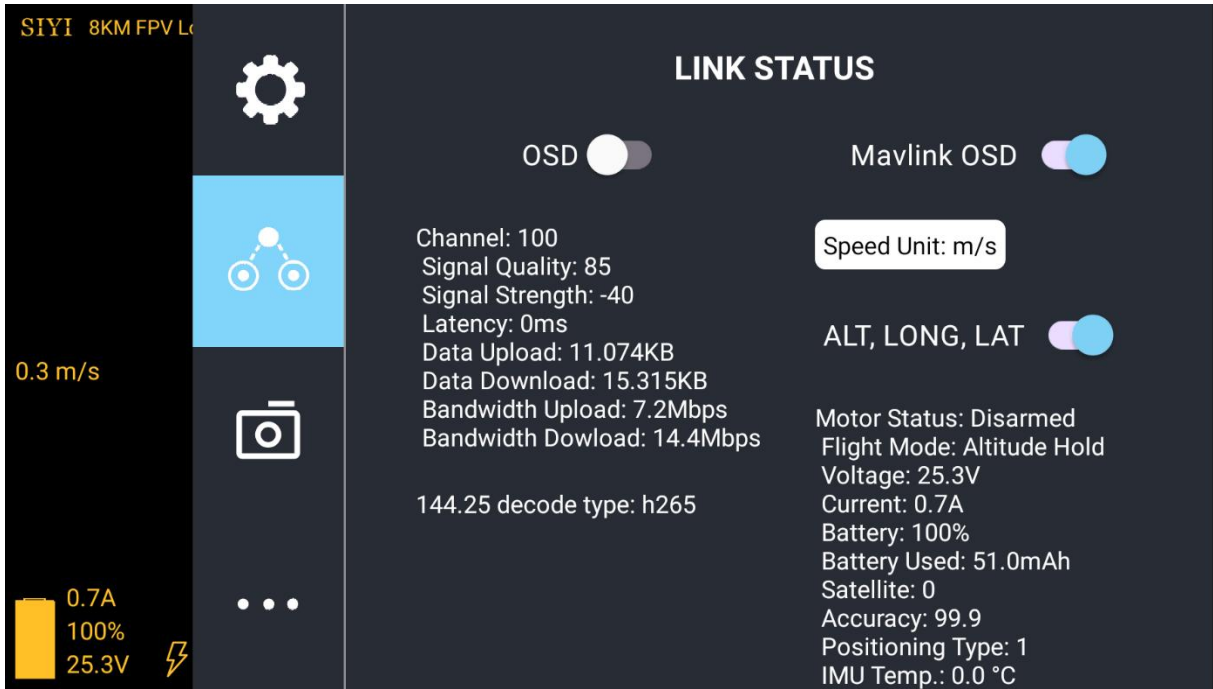 SIYI 8KM FPV Lo
0.3 m/s
0.7A
100%
25.3V
LINK STATUS
OSD
Mavlink OSD
Channel: 100
Signal Quality: 85
Signal Strength: -40
Latency: 0ms
Data Upload: 11.074KB
Data Download: 15.315KB
Bandwidth Upload: 7.2Mbps
Bandwidth Dowload: 14.4Mbps
144.25 decode type: h265
Speed Unit: m/s
ALT, LONG, LAT
Motor Status: Disarmed
Flight Mode: Altitude Hold
Voltage: 25.3V
Current: 0.7A
Battery: 100%
Battery Used: 51.0mAh
Satellite: 0
Accuracy: 99.9
Positioning Type: 1
IMU Temp.: 0.0 °C